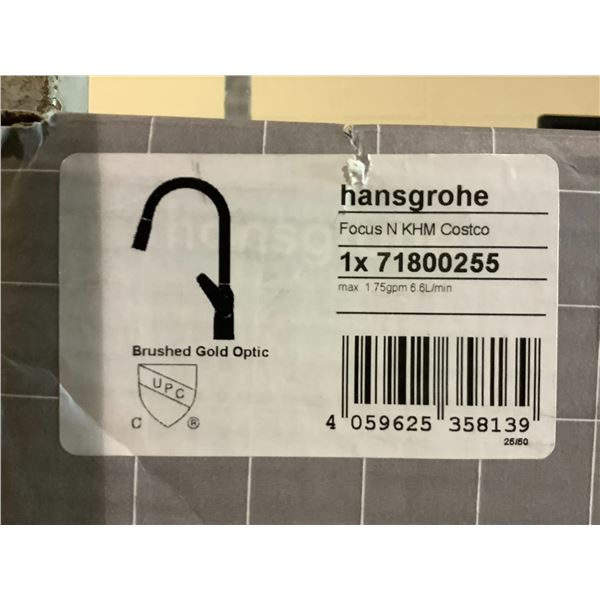 hansgrohe
Focus N KHM Costco
1x 71800255
max. 1.75gpm 6.6L/min
Brushed Gold Optic
UPC
C ®
4 059625 358139
25/50